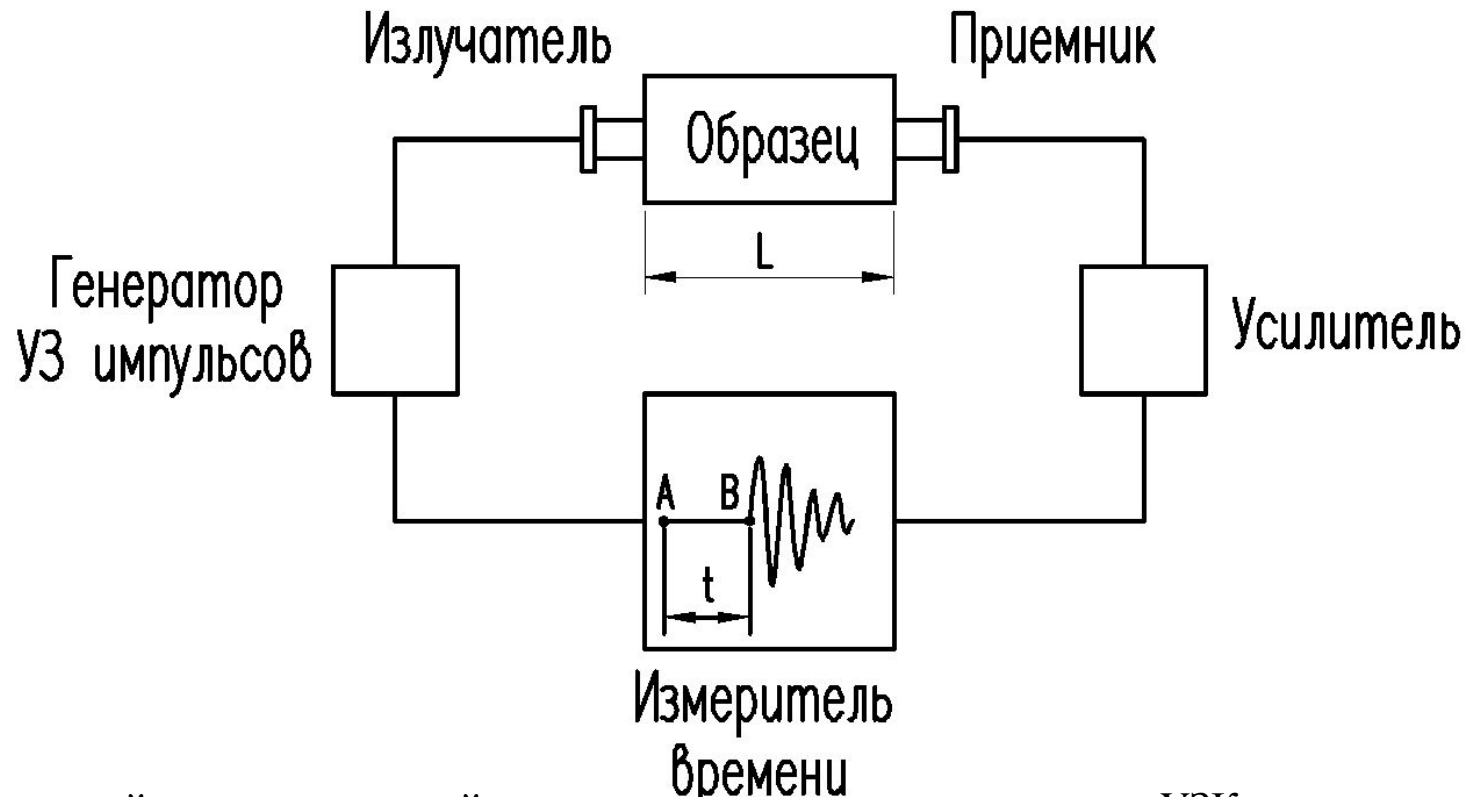 Излучатель
Приемник
Образец
L
Генератор
УЗ импульсов
Усилитель
A B
t
Измеритель
времени